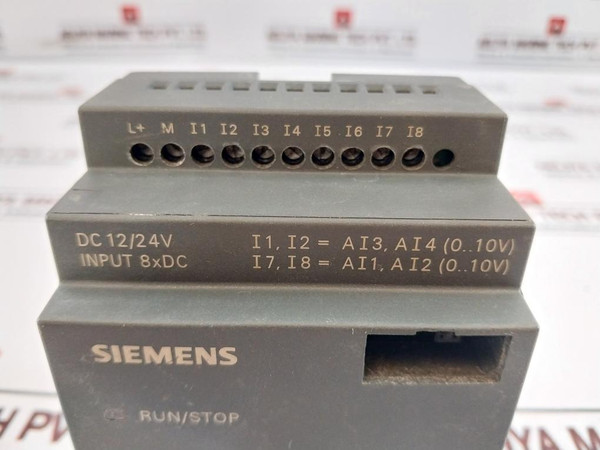 L+ M I1 I2 I3 I4 I5 I6 I7 I8
DC 12/24V I1, I2 = AI3, AI4 (0..10V)
INPUT 8xDC I7, I8 = AI1, AI2 (0..10V)
SIEMENS
RUN/STOP